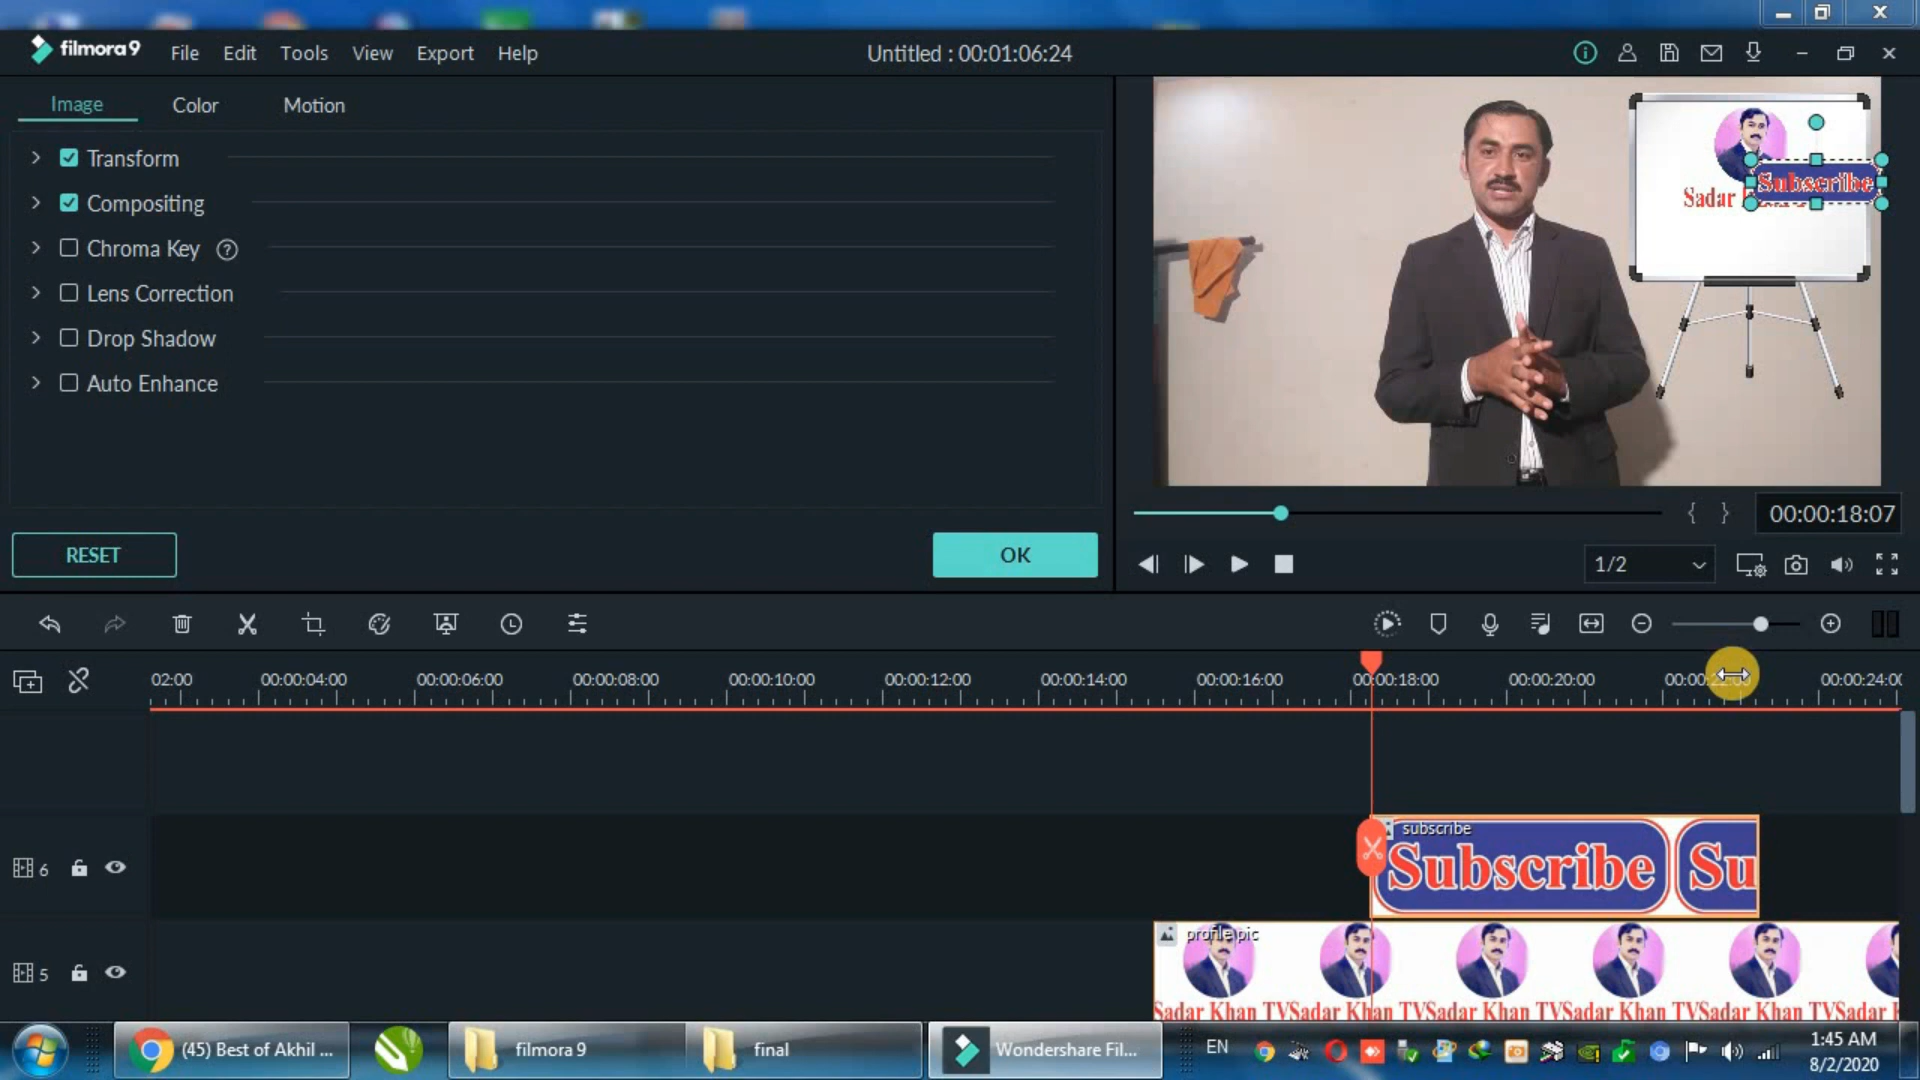 filmora 9 File Edit Tools View Export Help Untitled : 00:01:06:24
Image Color Motion
Transform
Compositing
Chroma Key ?
Lens Correction
Drop Shadow
Auto Enhance
RESET OK
Subscribe
Sadar
{ } 00:00:18:07
1/2
02:00 00:00:04:00 00:00:06:00 00:00:08:00 00:00:10:00 00:00:12:00 00:00:14:00 00:00:16:00 00:00:18:00 00:00:20:00 00:00:24:0
subscribe
6 Subscribe Su
profile pic
5
Sadar Khan TVSadar Khan TVSadar Khan TVSadar Khan TVSadar Khan TVSadar K
(45) Best of Akhil ... filmora 9 final Wondershare Fil... EN 1:45 AM
8/2/2020